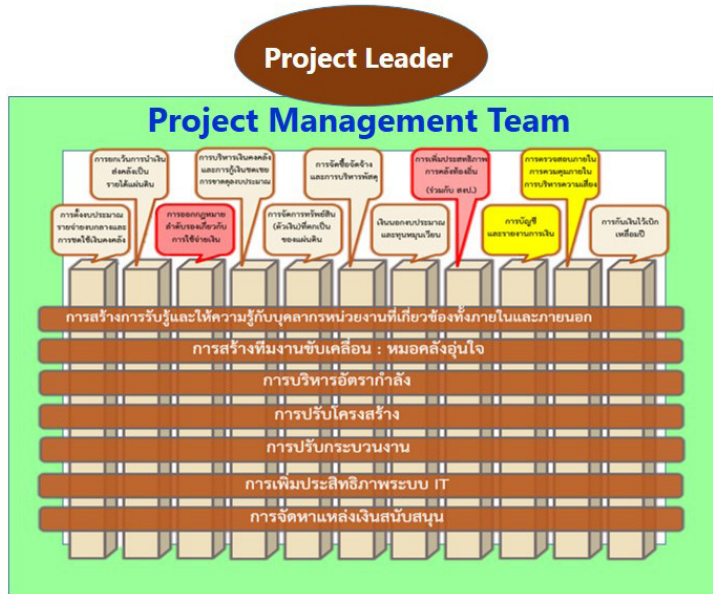 Project Leader
Project Management Team
การยกเว้นการนำเงิน
ส่งคลังเป็น
รายได้แผ่นดิน
การบริหารเงินคงคลัง
และการกู้เงินชดเชย
การขาดดุลงบประมาณ
การจัดซื้อจัดจ้าง
และการบริหารพัสดุ
การเพิ่มประสิทธิภาพ
การคลังท้องถิ่น
(ร่วมกับ สถ.)
การตรวจสอบภายใน
การควบคุมภายใน
การบริหารความเสี่ยง
การตั้งงบประมาณ
รายจ่ายงบกลางและ
การชดใช้เงินคงคลัง
การออกกฎหมาย
ลำดับรองเกี่ยวกับ
การใช้จ่ายเงิน
การจัดการทรัพย์สิน
(ตัวเงิน)ที่ตกเป็น
ของแผ่นดิน
เงินนอกงบประมาณ
และทุนหมุนเวียน
การบัญชี
และรายงานการเงิน
การกันเงินไว้เบิก
เหลื่อมปี
การสร้างการรับรู้และให้ความรู้กับบุคลากรหน่วยงานที่เกี่ยวข้องทั้งภายในและภายนอก
การสร้างทีมงานขับเคลื่อน : หมอคลังอุ่นใจ
การบริหารอัตรากำลัง
การปรับโครงสร้าง
การปรับกระบวนงาน
การเพิ่มประสิทธิภาพระบบ IT
การจัดหาแหล่งเงินสนับสนุน